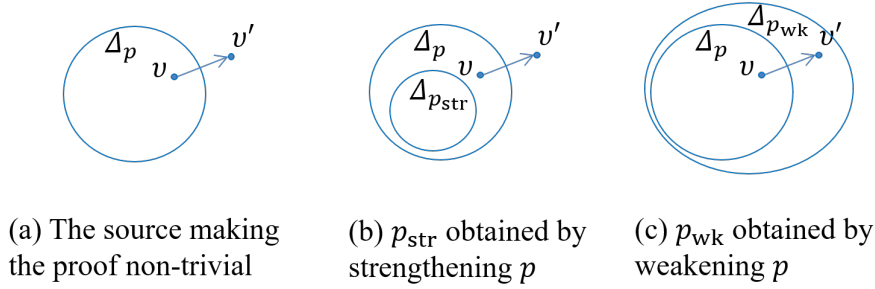 Δp υ υ′
Δp υ υ′ Δpstr
Δpwk Δp υ υ′
(a) The source making
the proof non-trivial
(b) pstr obtained by
strengthening p
(c) pwk obtained by
weakening p